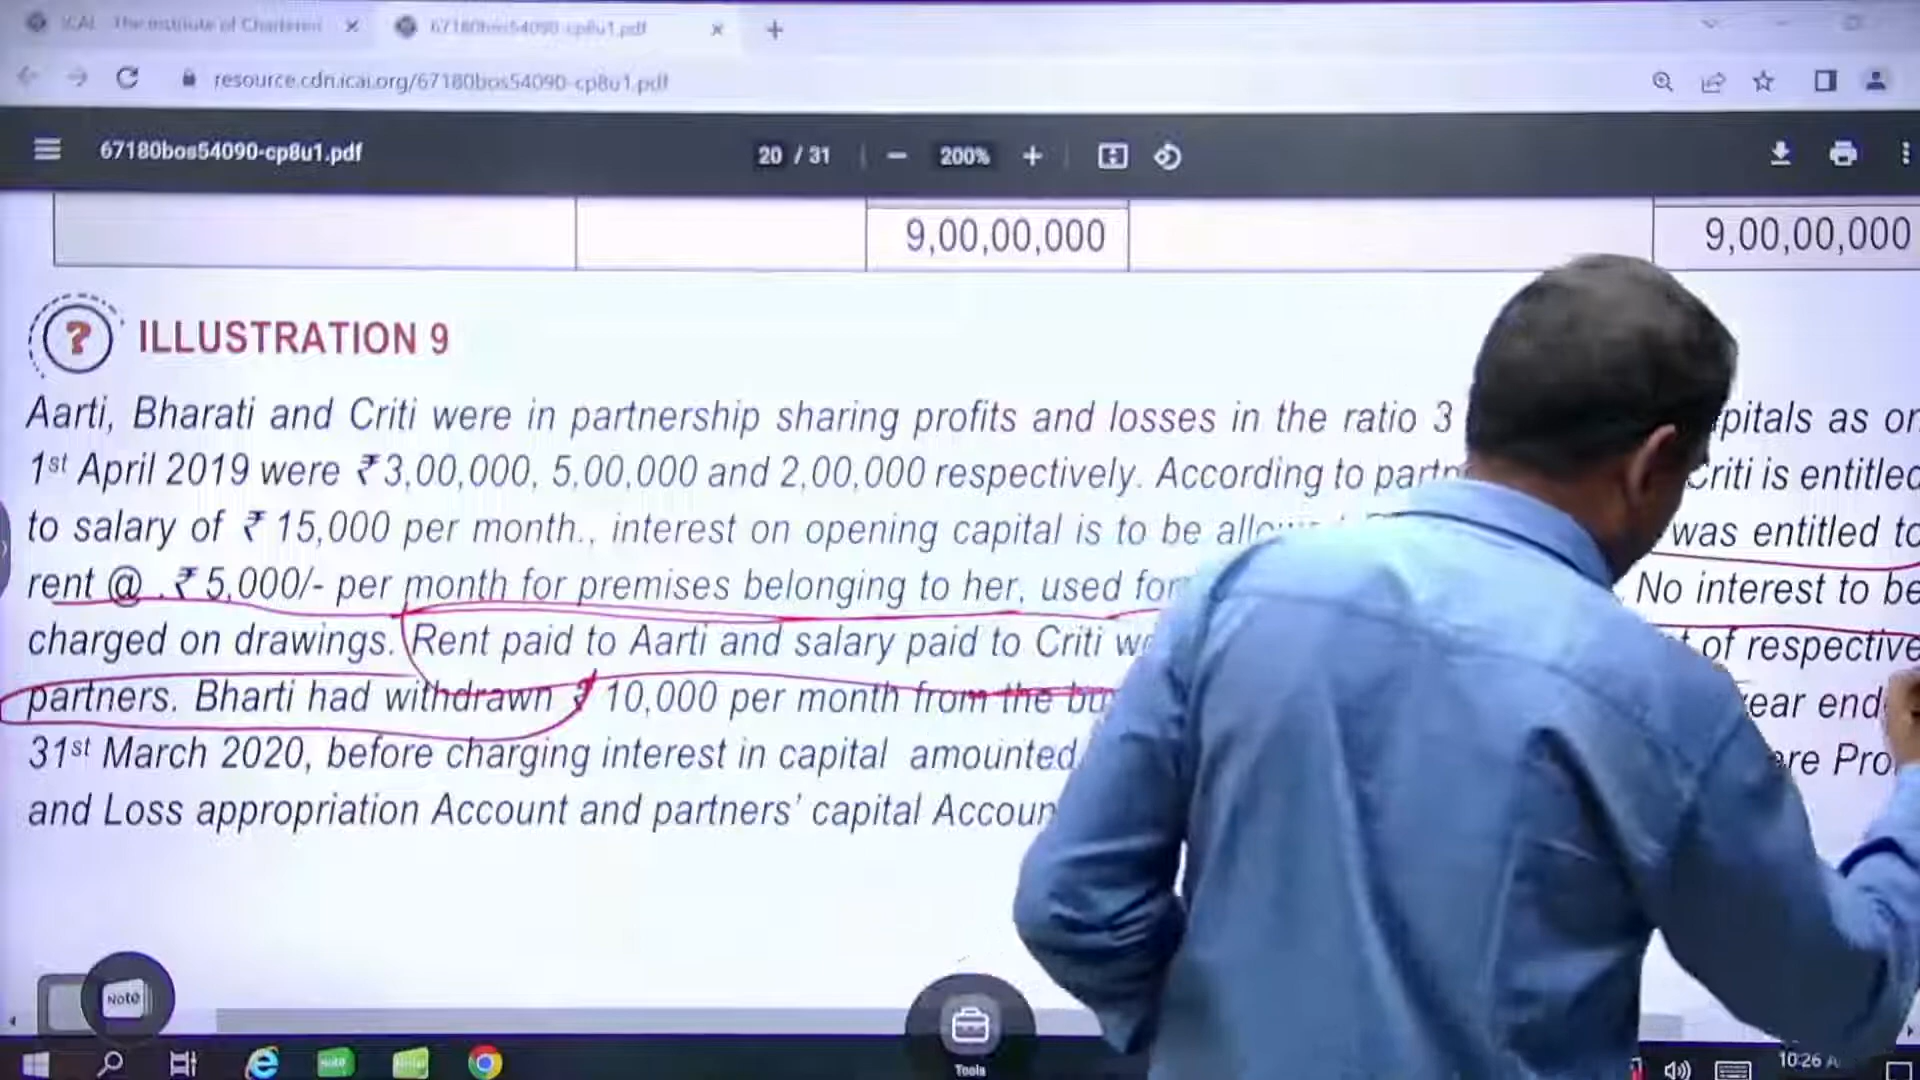 ICAI - The Institute of Chartered
67180bos54090-cp8u1.pdf
resource.cdn.icai.org/67180bos54090-cp8u1.pdf
67180bos54090-cp8u1.pdf
20 / 31
200%
9,00,00,000 9,00,00,000
? ILLUSTRATION 9
Aarti, Bharati and Criti were in partnership sharing profits and losses in the ratio 3 pitals as on
1st April 2019 were ₹ 3,00,000, 5,00,000 and 2,00,000 respectively. According to partn Criti is entitled
to salary of ₹ 15,000 per month., interest on opening capital is to be was entitled to
rent @ .₹ 5,000/- per month for premises belonging to her, used for No interest to be
charged on drawings. Rent paid to Aarti and salary paid to Criti of respective
partners. Bharti had withdrawn ₹ 10,000 per month from the year end
31st March 2020, before charging interest in capital amounted Pro
and Loss appropriation Account and partners' capital Accoun
Note
Tools
10:26